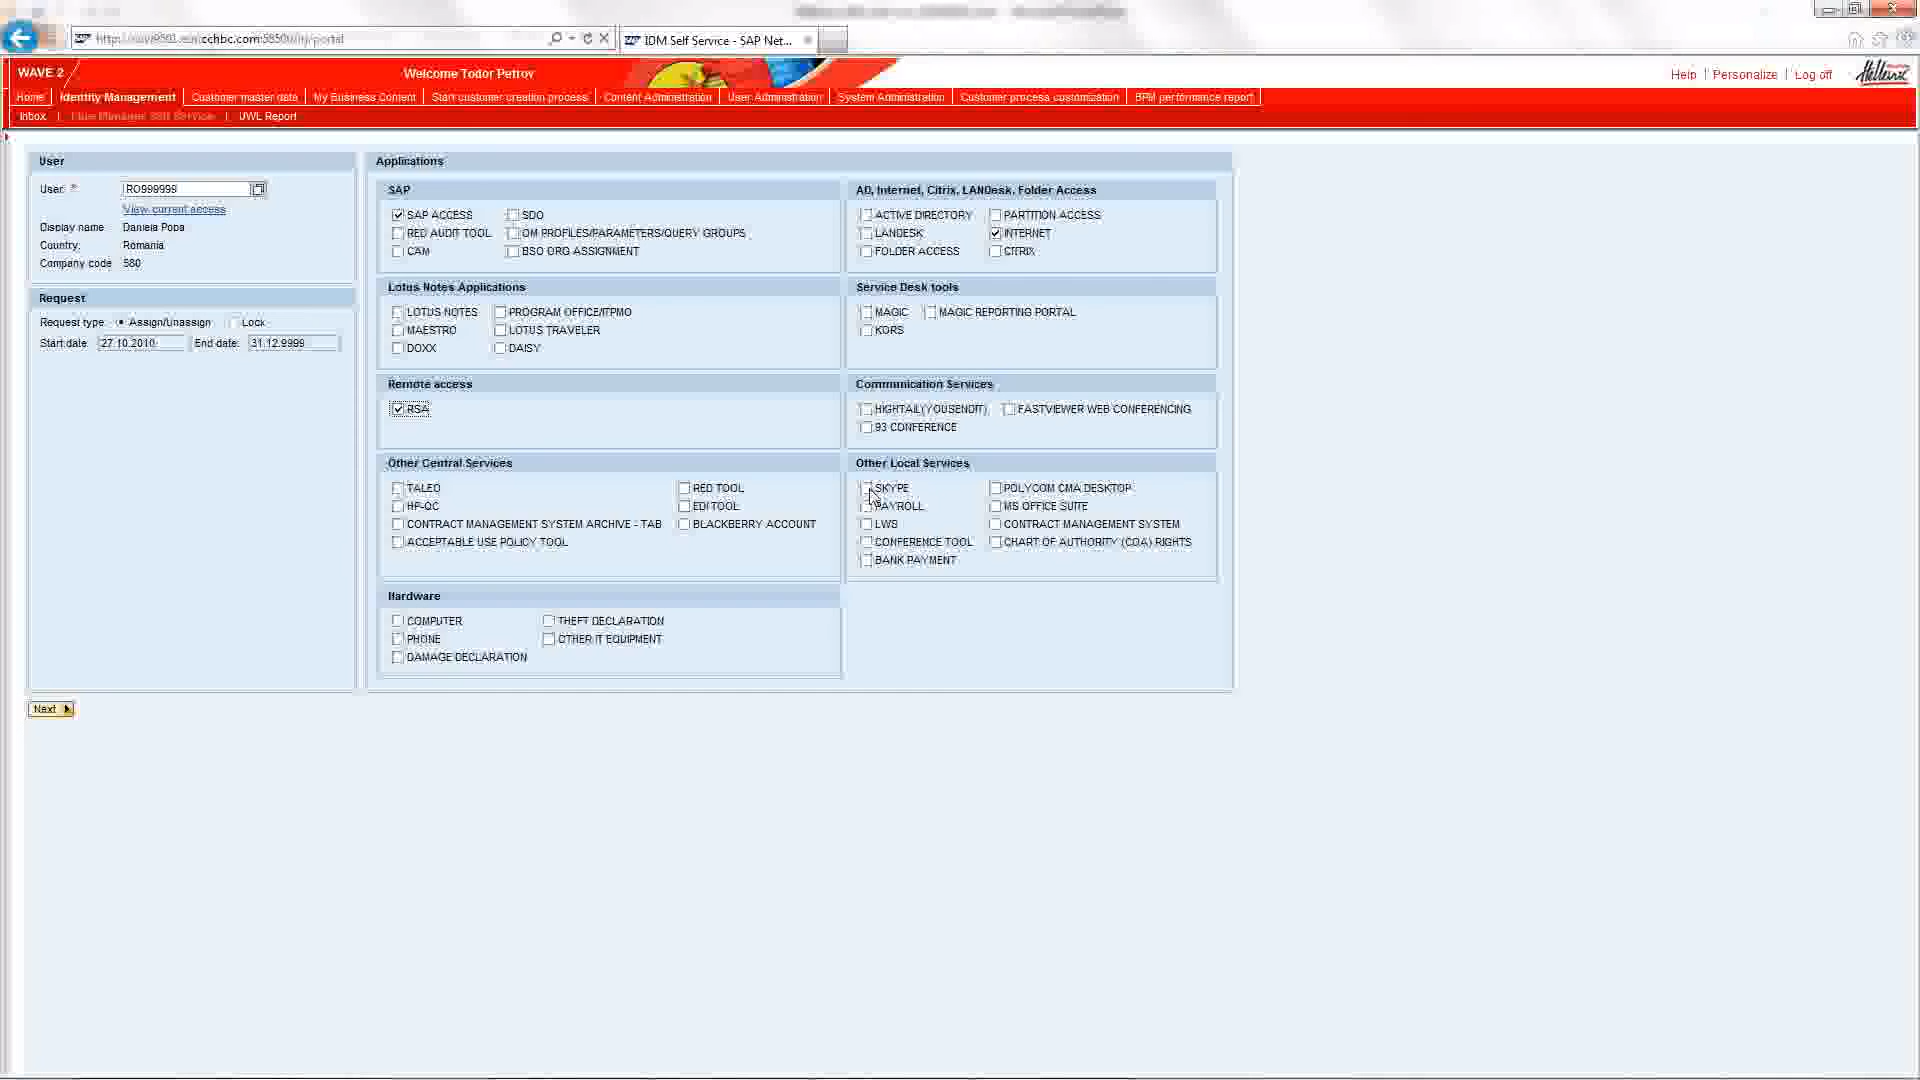 IDM Self Service - SAP Net...
WAVE 2
Welcome Todor Petrov
Help | Personalize | Log off
Hellenic
Home | Identity Management | Customer master data | My Business Content | Start customer creation process | Content Administration | User Administration | System Administration | Customer process customization | BPM performance report
Inbox | | UWL Report
User
User: * RO999999
View current access
Display name Daniela Popa
Country: Romania
Company code 580
Request
Request type: Assign/Unassign Lock
Start date: 27.10.2010 End date: 31.12.9999
Next
Applications
SAP
SAP ACCESS SDO
RED AUDIT TOOL OM PROFILES/PARAMETERS/QUERY GROUPS
CAM BSO ORG ASSIGNMENT
AD, Internet, Citrix, LANDesk, Folder Access
ACTIVE DIRECTORY PARTITION ACCESS
LANDESK INTERNET
FOLDER ACCESS CITRIX
Lotus Notes Applications
LOTUS NOTES PROGRAM OFFICE/ITPMO
MAESTRO LOTUS TRAVELER
DOXX DAISY
Service Desk tools
MAGIC MAGIC REPORTING PORTAL
KORS
Remote access
RSA
Communication Services
HIGHTAIL(YOUSENDIT) FASTVIEWER WEB CONFERENCING
93 CONFERENCE
Other Central Services
TALEO RED TOOL
HP-QC EDI TOOL
CONTRACT MANAGEMENT SYSTEM ARCHIVE - TAB BLACKBERRY ACCOUNT
ACCEPTABLE USE POLICY TOOL
Other Local Services
SKYPE POLYCOM CMA DESKTOP
PAYROLL MS OFFICE SUITE
LWS CONTRACT MANAGEMENT SYSTEM
CONFERENCE TOOL CHART OF AUTHORITY (COA) RIGHTS
BANK PAYMENT
Hardware
COMPUTER THEFT DECLARATION
PHONE OTHER IT EQUIPMENT
DAMAGE DECLARATION